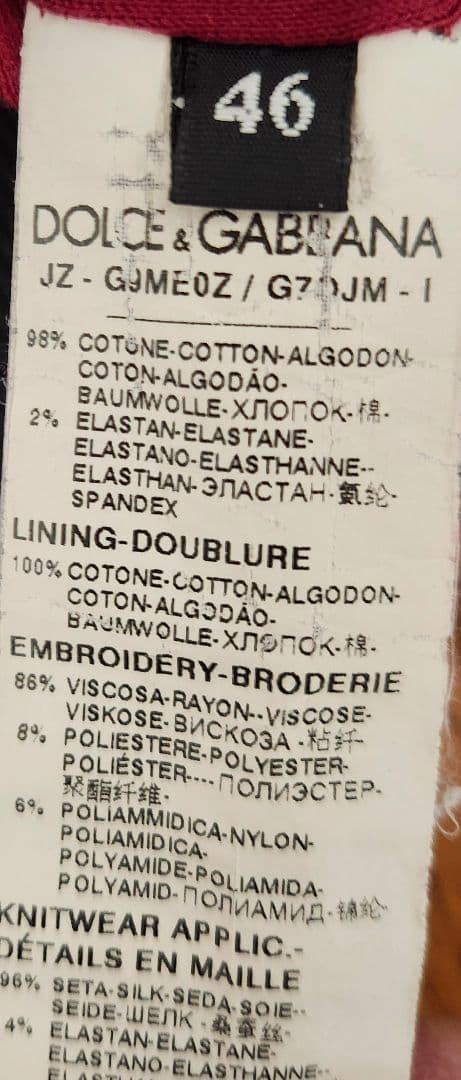 46
DOLCE & GABBANA
JZ - G9ME0Z / G7 JM - I
98% COTONE-COTTON-ALGODON-
COTON-ALGODÃO-
BAUMWOLLE-ХЛОПОК-棉-
2% ELASTAN-ELASTANE-
ELASTANO-ELASTHANNE--
ELASTHAN-ЭЛАСТАН-氨纶-
SPANDEX
LINING-DOUBLURE
100% COTONE-COTTON-ALGODON-
COTON-ALGODÃO-
BAUMWOLLE-ХЛОПОК-棉-
EMBROIDERY-BRODERIE
86% VISCOSA-RAYON--VISCOSE-
VISKOSE-ВИСКОЗА -粘纤-
8% POLIESTERE-POLYESTER-
POLIÉSTER----ПОЛИЭСТЕР-
聚酯纤维-
6% POLIAMMIDICA-NYLON-
POLIAMIDICA-
POLYAMIDE-POLIAMIDA-
POLYAMID-ПОЛИАМИД-锦纶-
KNITWEAR APPLIC.-
DÉTAILS EN MAILLE
96% SETA-SILK-SEDA-SOIE--
SEIDE-ШЕЛК -桑蚕丝-
4% ELASTAN-ELASTANE-
ELASTANO-ELASTHANNE--